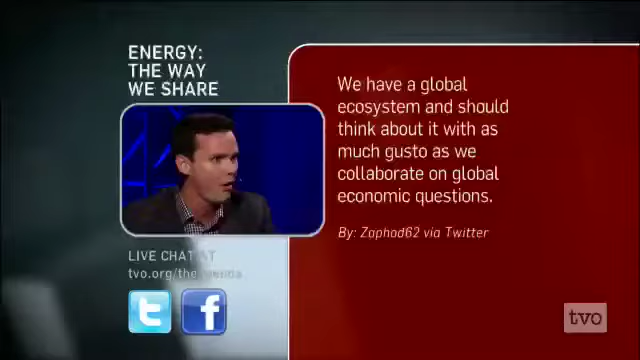 ENERGY:
THE WAY
WE SHARE
We have a global
ecosystem and should
think about it with as
much gusto as we
collaborate on global
economic questions.
By: Zaphod62 via Twitter
LIVE CHAT AT
tvo.org/theagenda
tvo